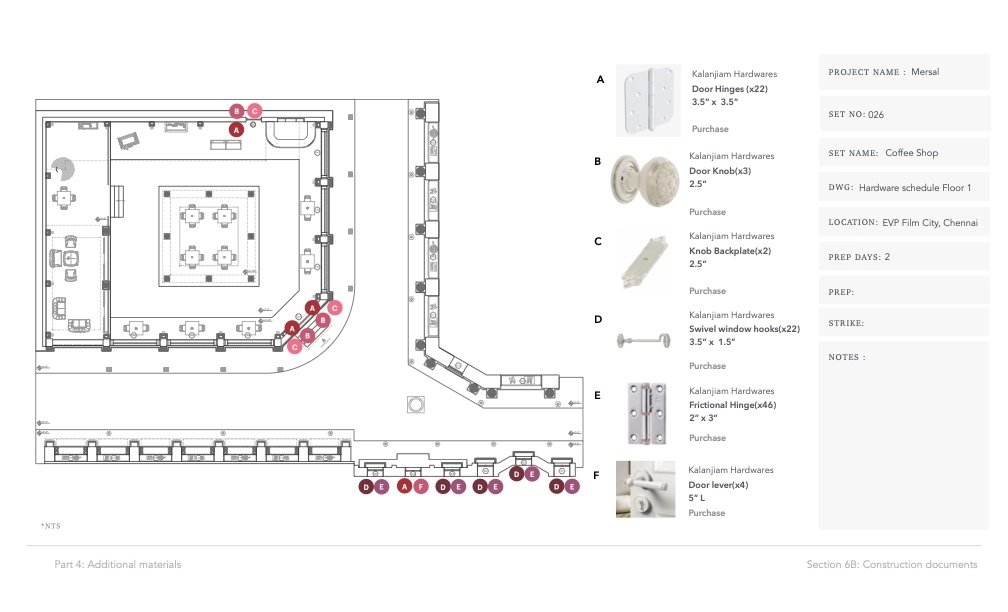 B C
A
A C
B
A B
C
D E A F D E D E D E D E
*NTS
A
Kalanjiam Hardwares
Door Hinges (x22)
3.5” x 3.5”
Purchase
B
Kalanjiam Hardwares
Door Knob(x3)
2.5”
Purchase
C
Kalanjiam Hardwares
Knob Backplate(x2)
2.5”
Purchase
D
Kalanjiam Hardwares
Swivel window hooks(x22)
3.5” x 1.5”
Purchase
E
Kalanjiam Hardwares
Frictional Hinge(x46)
2” x 3”
Purchase
F
Kalanjiam Hardwares
Door lever(x4)
5” L
Purchase
PROJECT NAME : Mersal
SET NO: 026
SET NAME: Coffee Shop
DWG: Hardware schedule Floor 1
LOCATION: EVP Film City, Chennai
PREP DAYS: 2
PREP:
STRIKE:
NOTES :
Part 4: Additional materials
Section 6B: Construction documents